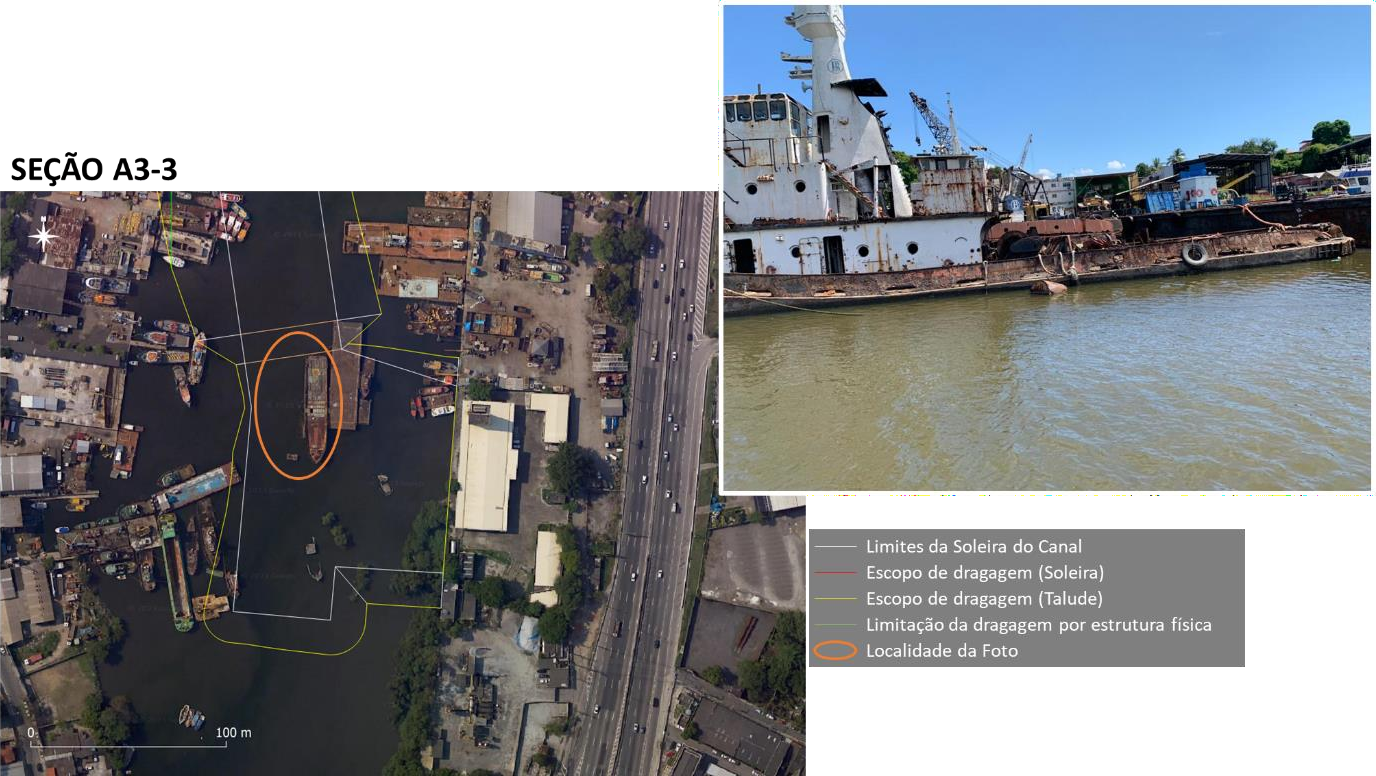 SEÇÃO A3-3
0
100 m
Limites da Soleira do Canal
Escopo de dragagem (Soleira)
Escopo de dragagem (Talude)
Limitação da dragagem por estrutura física
Localidade da Foto